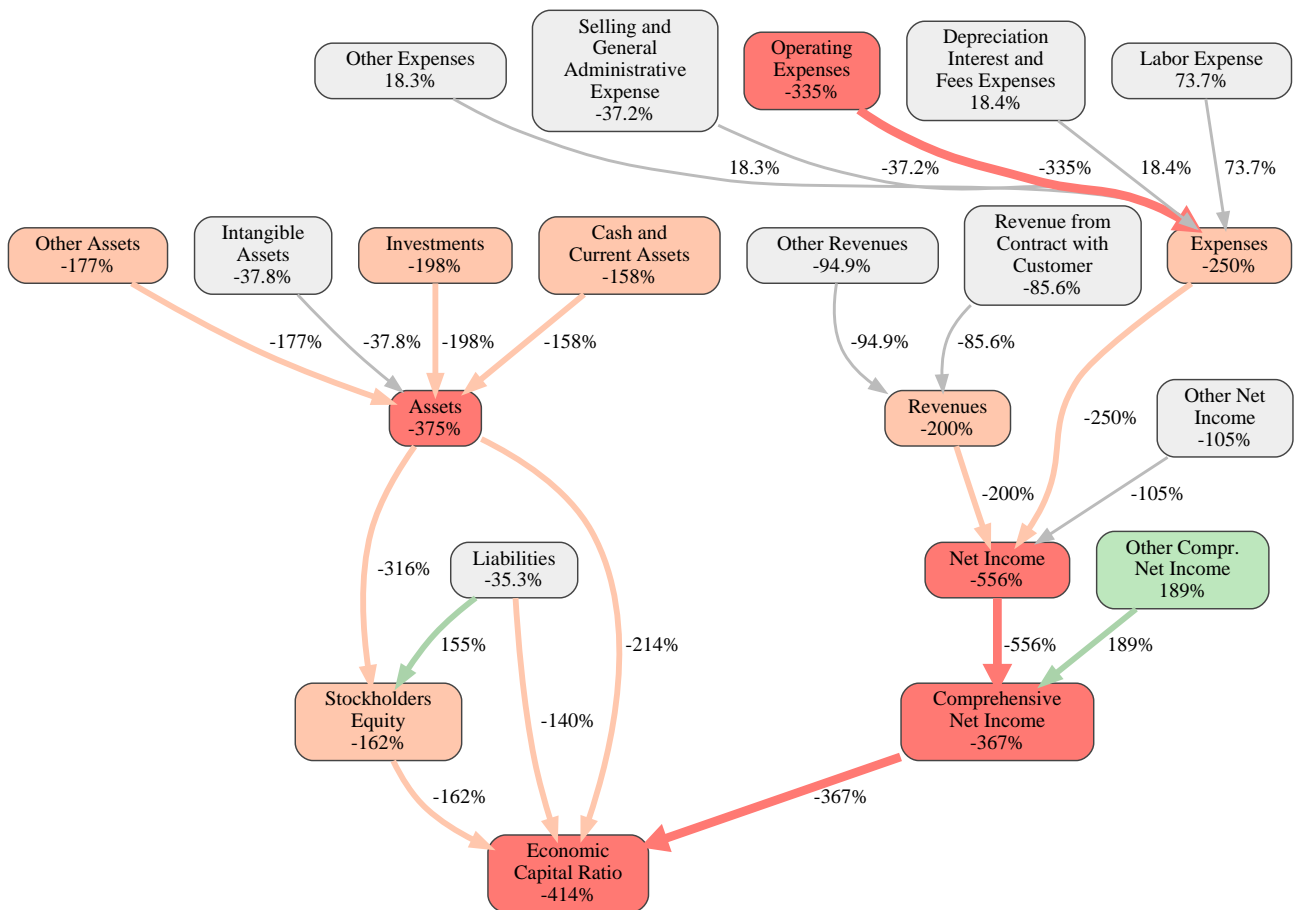 Other Expenses
18.3%
Selling and
General
Administrative
Expense
-37.2%
Operating
Expenses
-335%
Depreciation
Interest and
Fees Expenses
18.4%
Labor Expense
73.7%
18.3%
-37.2%
-335%
18.4%
73.7%
Other Assets
-177%
Intangible
Assets
-37.8%
Investments
-198%
Cash and
Current Assets
-158%
Other Revenues
-94.9%
Revenue from
Contract with
Customer
-85.6%
Expenses
-250%
-177%
-37.8%
-198%
-158%
-94.9%
-85.6%
Assets
-375%
Revenues
-200%
-250%
Other Net
Income
-105%
-200%
-105%
-316%
Liabilities
-35.3%
Net Income
-556%
Other Compr.
Net Income
189%
155%
-214%
-556%
189%
Stockholders
Equity
-162%
-140%
Comprehensive
Net Income
-367%
-162%
-367%
Economic
Capital Ratio
-414%